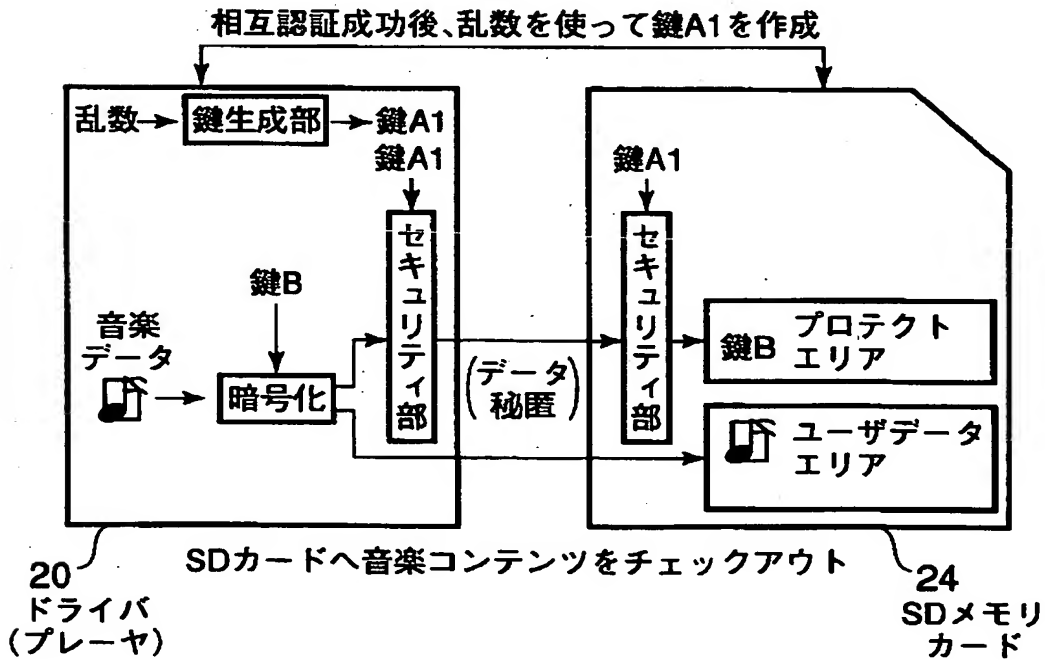 相互認証成功後、乱数を使って鍵A1を作成
乱数
鍵生成部
鍵A1
鍵A1
鍵A1
セキュリティ部
セキュリティ部
鍵B
音楽
データ
暗号化
(データ
秘匿)
鍵B
プロテクト
エリア
ユーザデータ
エリア
SDカードへ音楽コンテンツをチェックアウト
20
ドライバ
(プレーヤ)
24
SDメモリ
カード